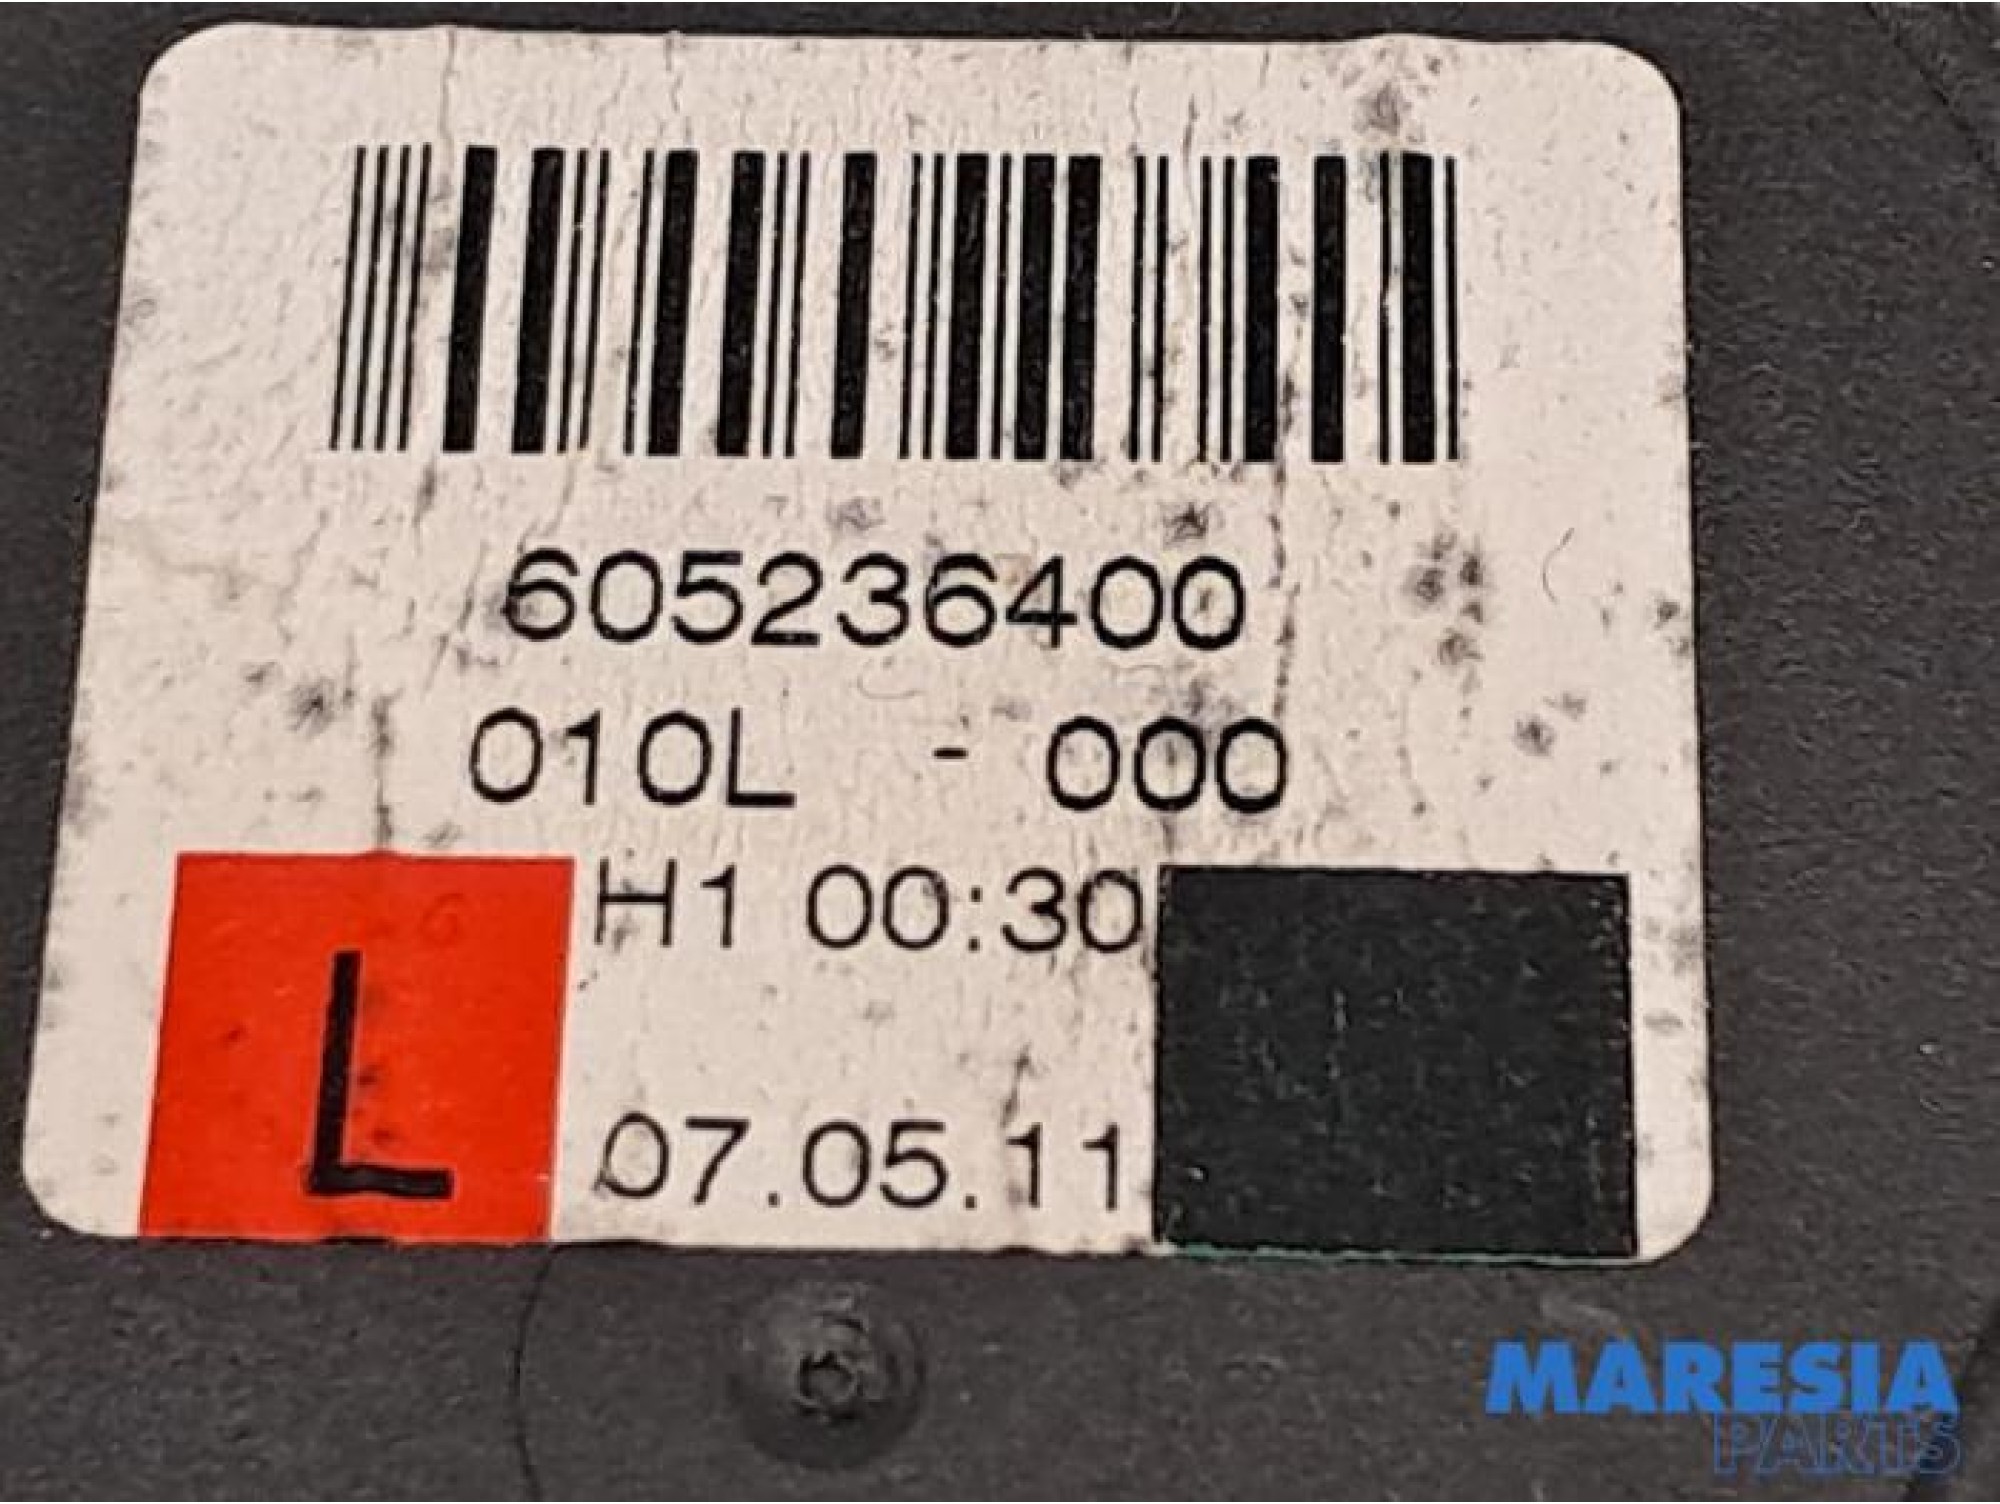 605236400
010L - 000
H1 00:30
L
07.05.11
MARESIA
PARTS